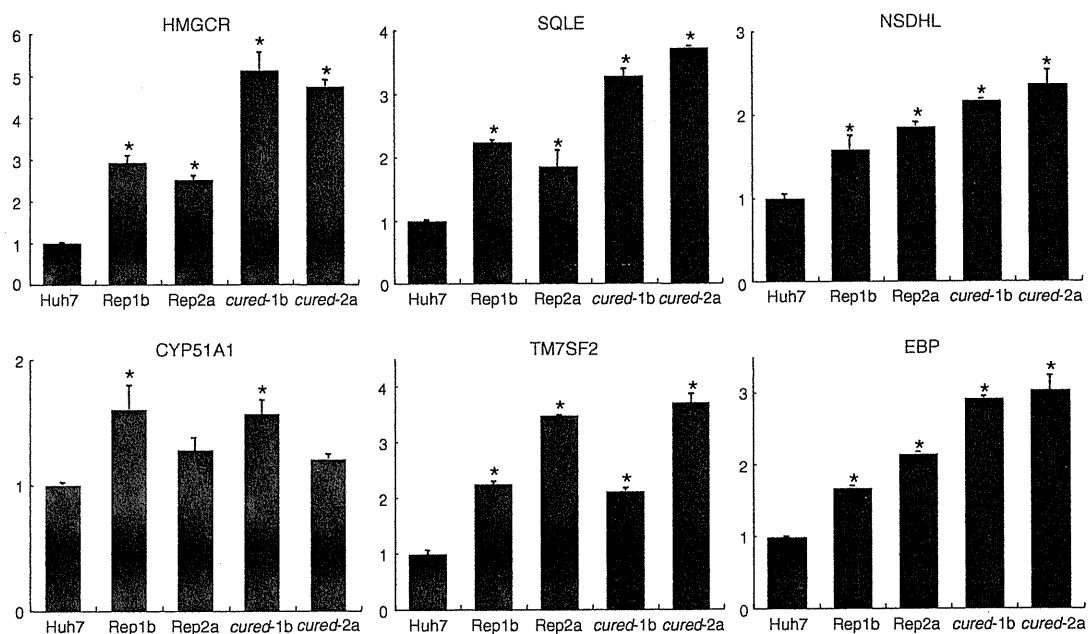 HMGCR
6
5
4
3
2
1
0
* * * *
Huh7 Rep1b Rep2a cured-1b cured-2a
SQLE
4
3
2
1
0
* * * *
Huh7 Rep1b Rep2a cured-1b cured-2a
NSDHL
3
2
1
0
* * * *
Huh7 Rep1b Rep2a cured-1b cured-2a
CYP51A1
2
1
0
* *
Huh7 Rep1b Rep2a cured-1b cured-2a
TM7SF2
4
3
2
1
0
* * * *
Huh7 Rep1b Rep2a cured-1b cured-2a
EBP
3
2
1
0
* * * *
Huh7 Rep1b Rep2a cured-1b cured-2a